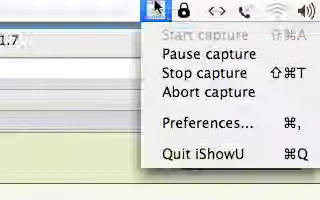 1.7
Start capture ⇧⌘A
Pause capture
Stop capture ⇧⌘T
Abort capture
Preferences... ⌘,
Quit iShowU ⌘Q